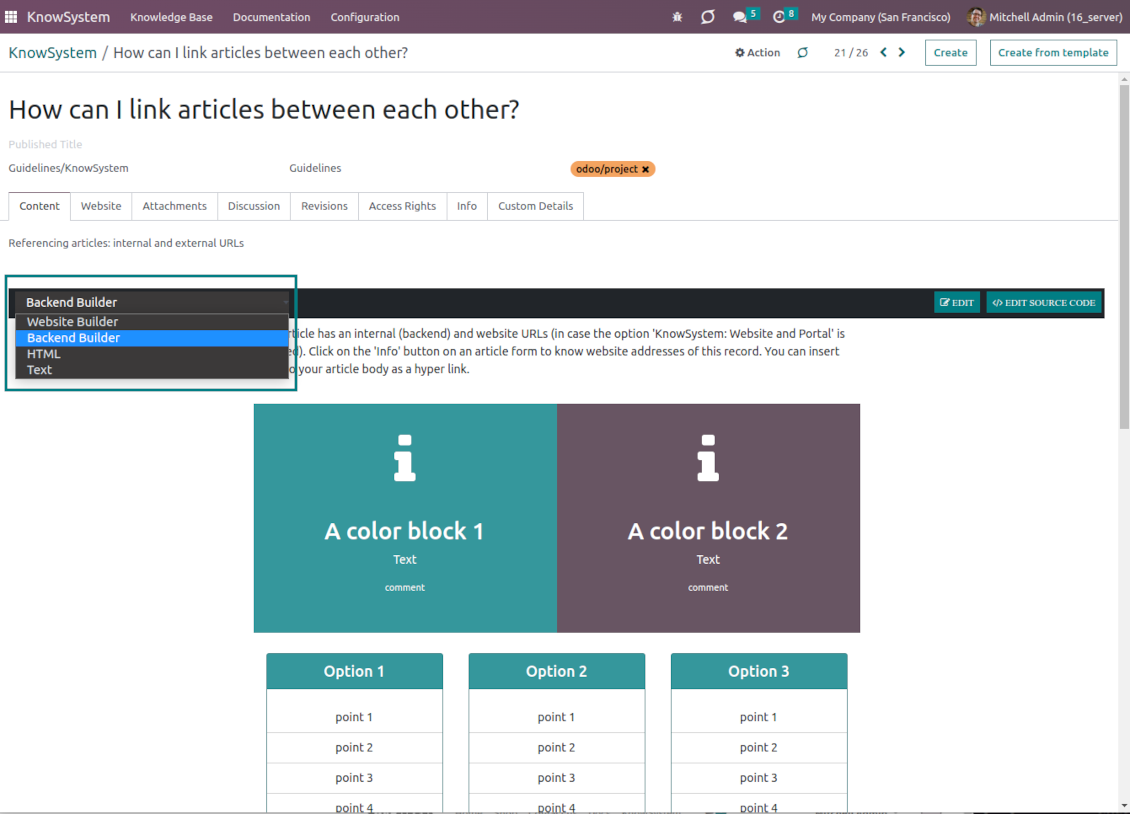 KnowSystem Knowledge Base Documentation Configuration 5 8 My Company (San Francisco) Mitchell Admin (16_server)
KnowSystem / How can I link articles between each other? Action 21 / 26 Create Create from template
How can I link articles between each other?
Published Title
Guidelines/KnowSystem Guidelines odoo/project ✖
Content Website Attachments Discussion Revisions Access Rights Info Custom Details
Referencing articles: internal and external URLs
Backend Builder EDIT </> EDIT SOURCE CODE
Website Builder
Backend Builder
HTML
Text
ticle has an internal (backend) and website URLs (in case the option 'KnowSystem: Website and Portal' is
ed). Click on the 'Info' button on an article form to know website addresses of this record. You can insert
o your article body as a hyper link.
A color block 1 A color block 2
Text Text
comment comment
Option 1 Option 2 Option 3
point 1 point 1 point 1
point 2 point 2 point 2
point 3 point 3 point 3
point 4 point 4 point 4